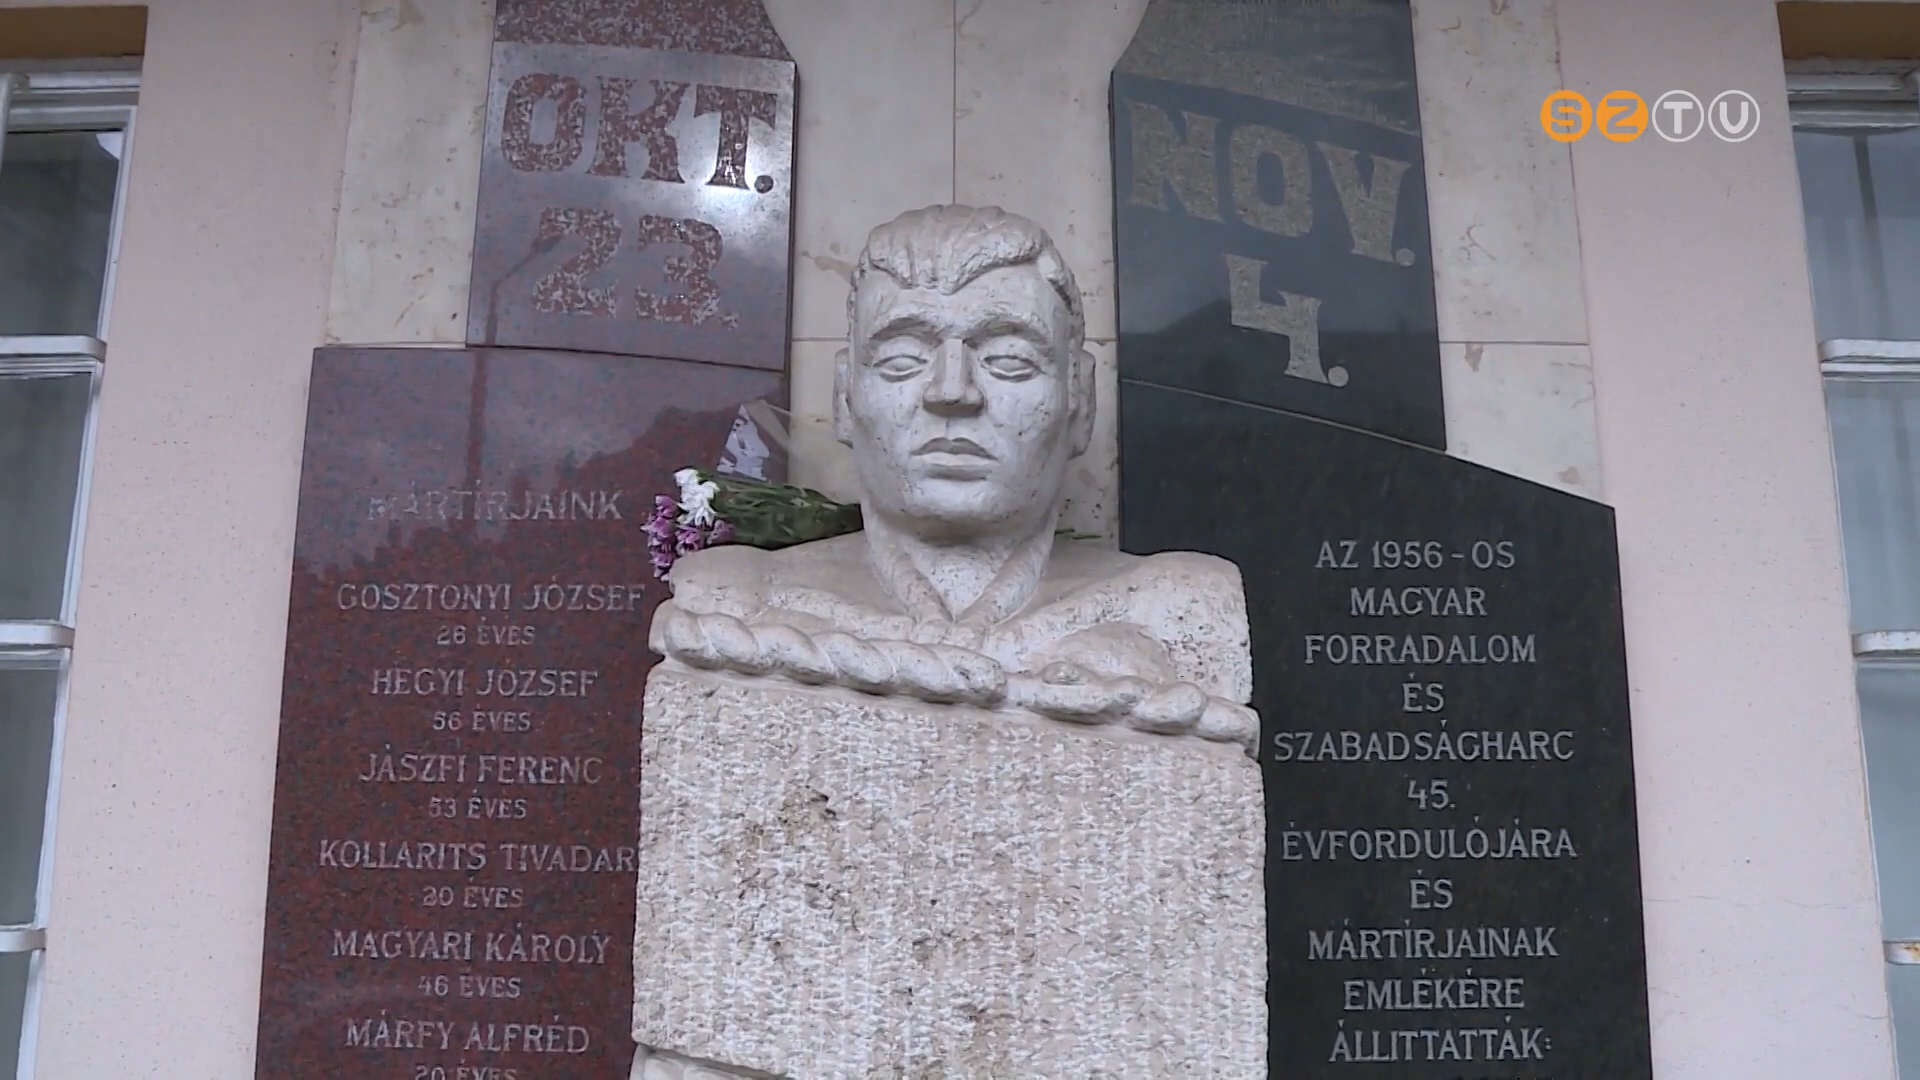 OKT.
23.
NOV.
4.
SZTV
MÁRTÍRJAINK
GOSZTONYI JÓZSEF
26 ÉVES
HEGYI JÓZSEF
56 ÉVES
JÁSZFI FERENC
53 ÉVES
KOLLARITS TIVADAR
20 ÉVES
MAGYARI KÁROLY
46 ÉVES
MÁRFY ALFRÉD
20 ÉVES
AZ 1956-OS
MAGYAR
FORRADALOM
ÉS
SZABADSÁGHARC
45.
ÉVFORDULÓJÁRA
ÉS
MÁRTÍRJAINAK
EMLÉKÉRE
ÁLLITTATTÁK: